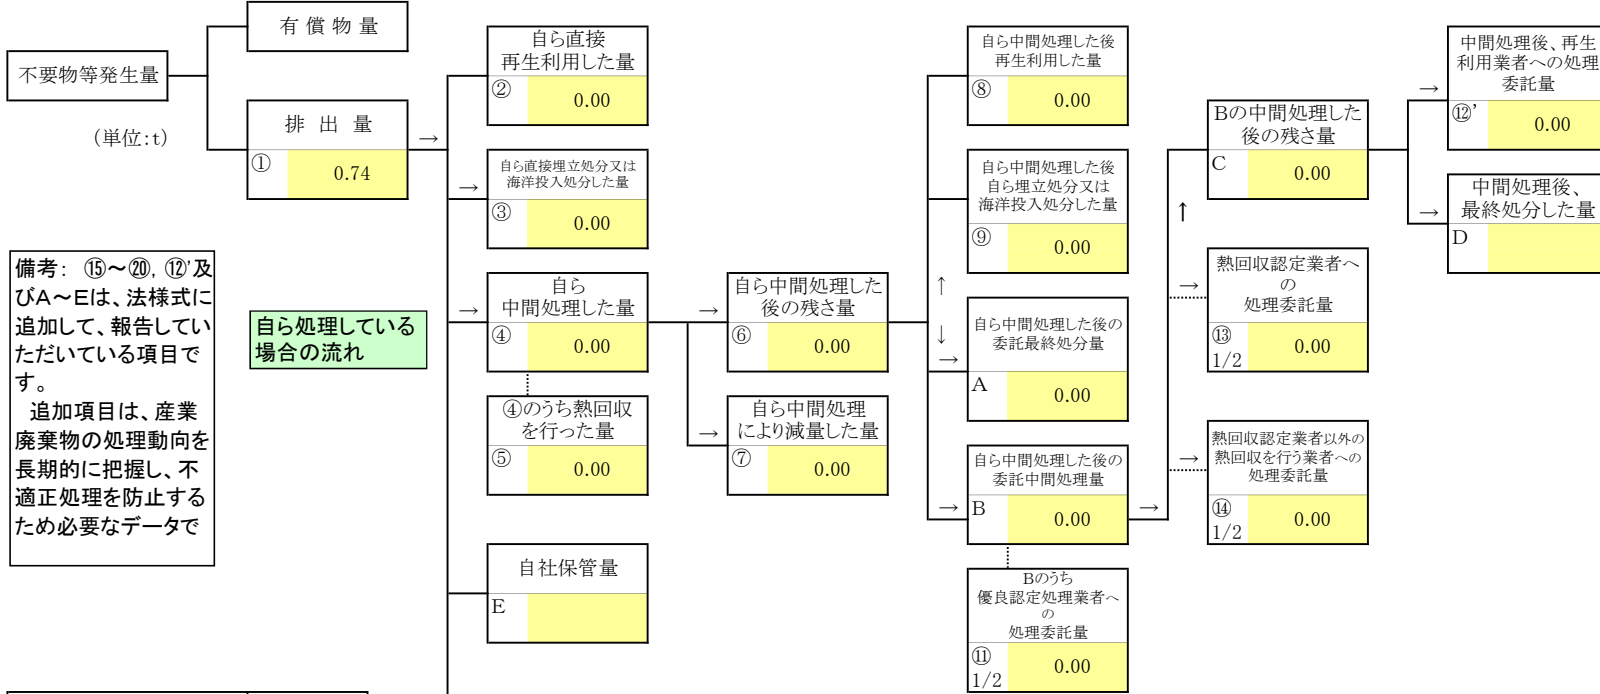 有 償 物 量
不要物等発生量
(単位:t)
排 出 量
①
0.74
→
備考: ⑮～⑳, ⑫'及
びA～Eは、法様式に
追加して、報告してい
ただいている項目で
す。
追加項目は、産業
廃棄物の処理動向を
長期的に把握し、不
適正処理を防止する
ため必要なデータで
自ら処理している
場合の流れ
自ら直接
再生利用した量
②
0.00
→
自ら直接埋立処分又は
海洋投入処分した量
③
0.00
→
自ら
中間処理した量
④
0.00
④のうち熱回収
を行った量
⑤
0.00
自社保管量
E
→
自ら中間処理した
後の残さ量
⑥
0.00
→
自ら中間処理
により減量した量
⑦
0.00
自ら中間処理した後
再生利用した量
⑧
0.00
自ら中間処理した後
自ら埋立処分又は
海洋投入処分した量
⑨
0.00
↑
↓
→
自ら中間処理した後の
委託最終処分量
A
0.00
→
自ら中間処理した後の
委託中間処理量
B
0.00
→
Bのうち
優良認定処理業者へ
の
処理委託量
⑪
1/2
0.00
Bの中間処理した
後の残さ量
C
0.00
↑
→
熱回収認定業者へ
の
処理委託量
⑬
1/2
0.00
→
熱回収認定業者以外の
熱回収を行う業者への
処理委託量
⑭
1/2
0.00
→
中間処理後、再生
利用業者への処理
委託量
⑫'
0.00
→
中間処理後、
最終処分した量
D